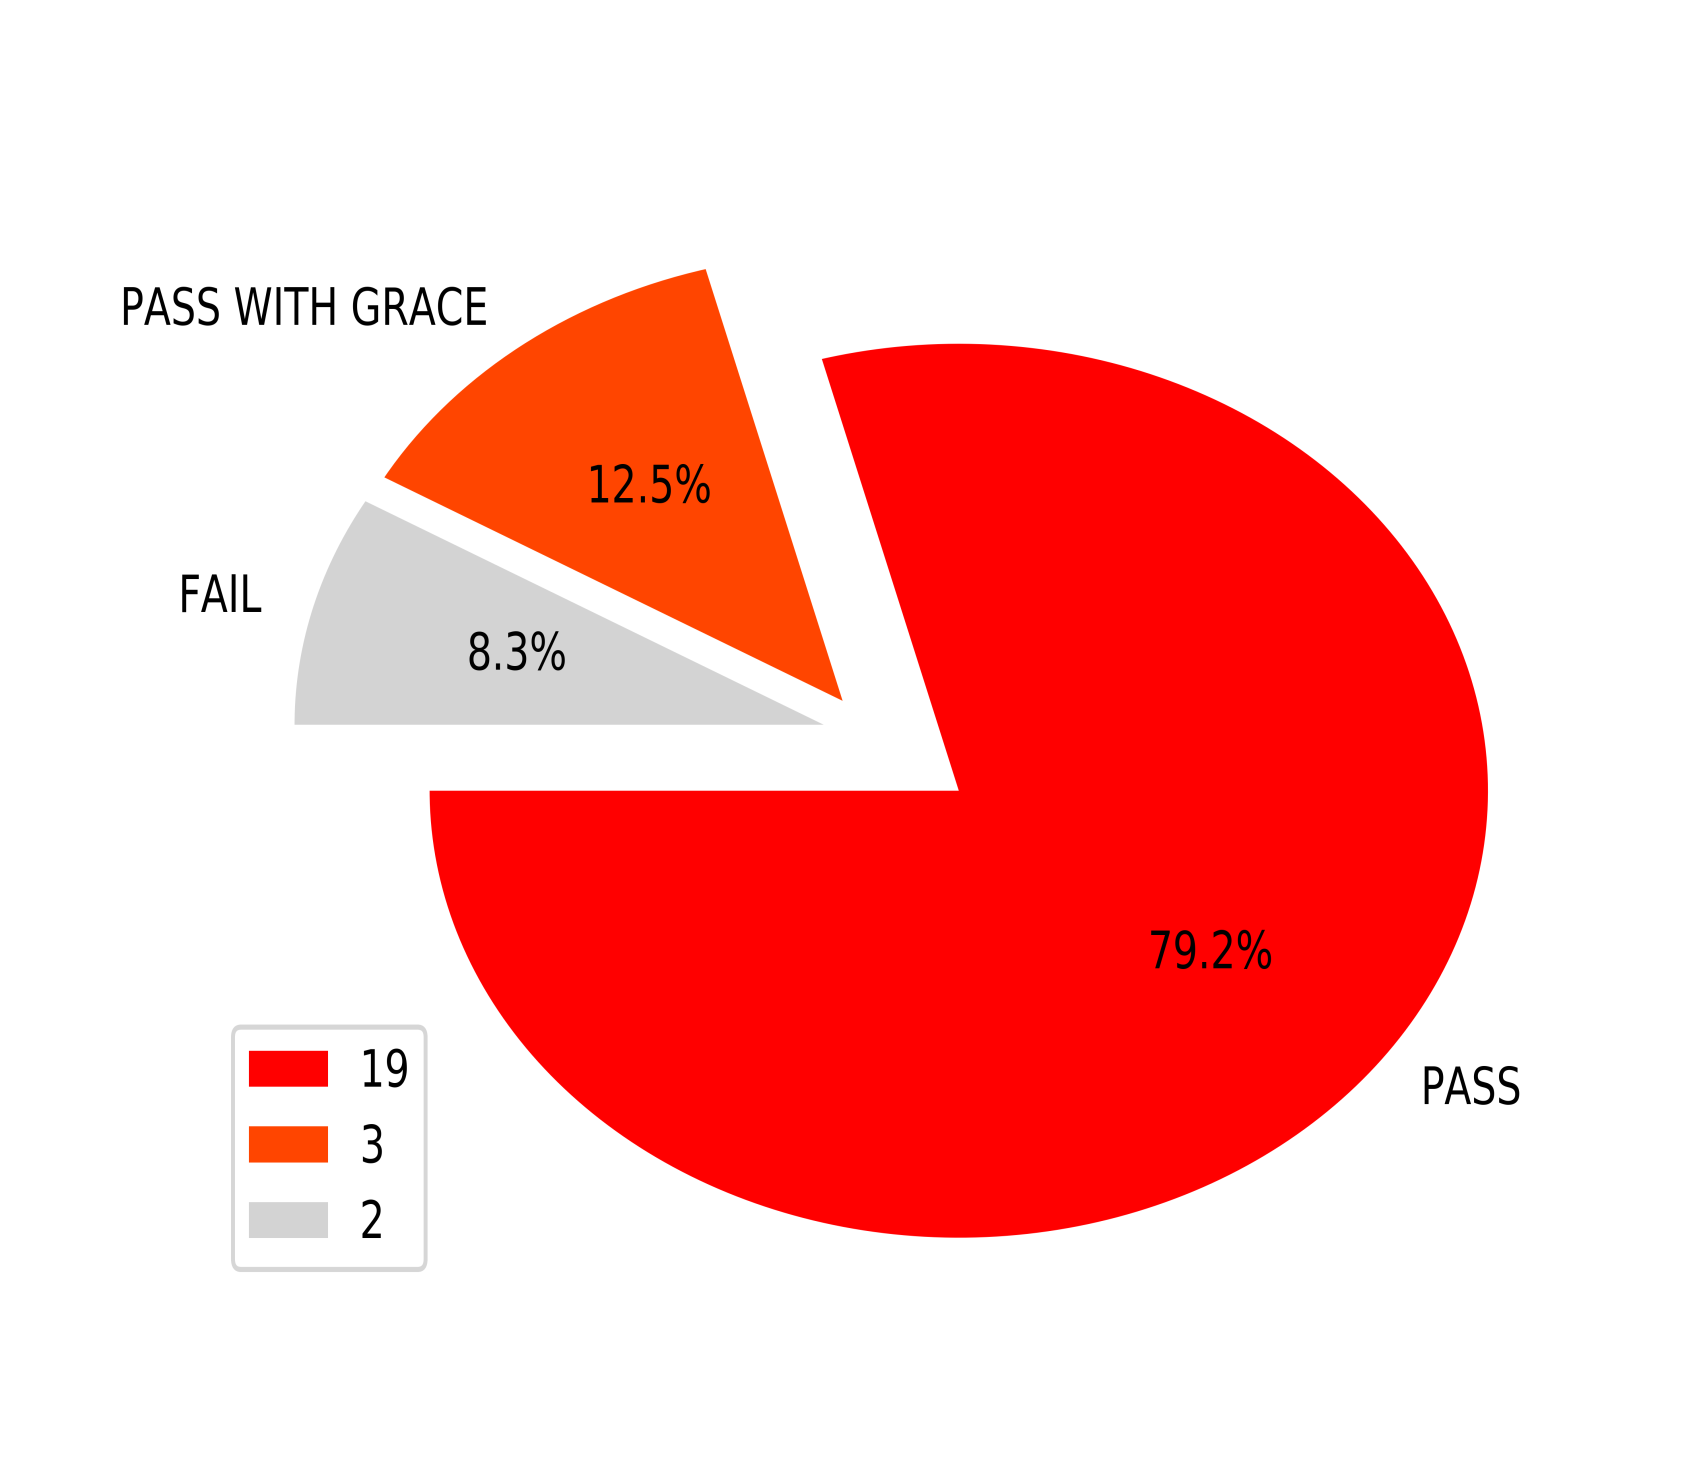 PASS WITH GRACE
12.5%
FAIL
8.3%
79.2%
PASS
19
3
2